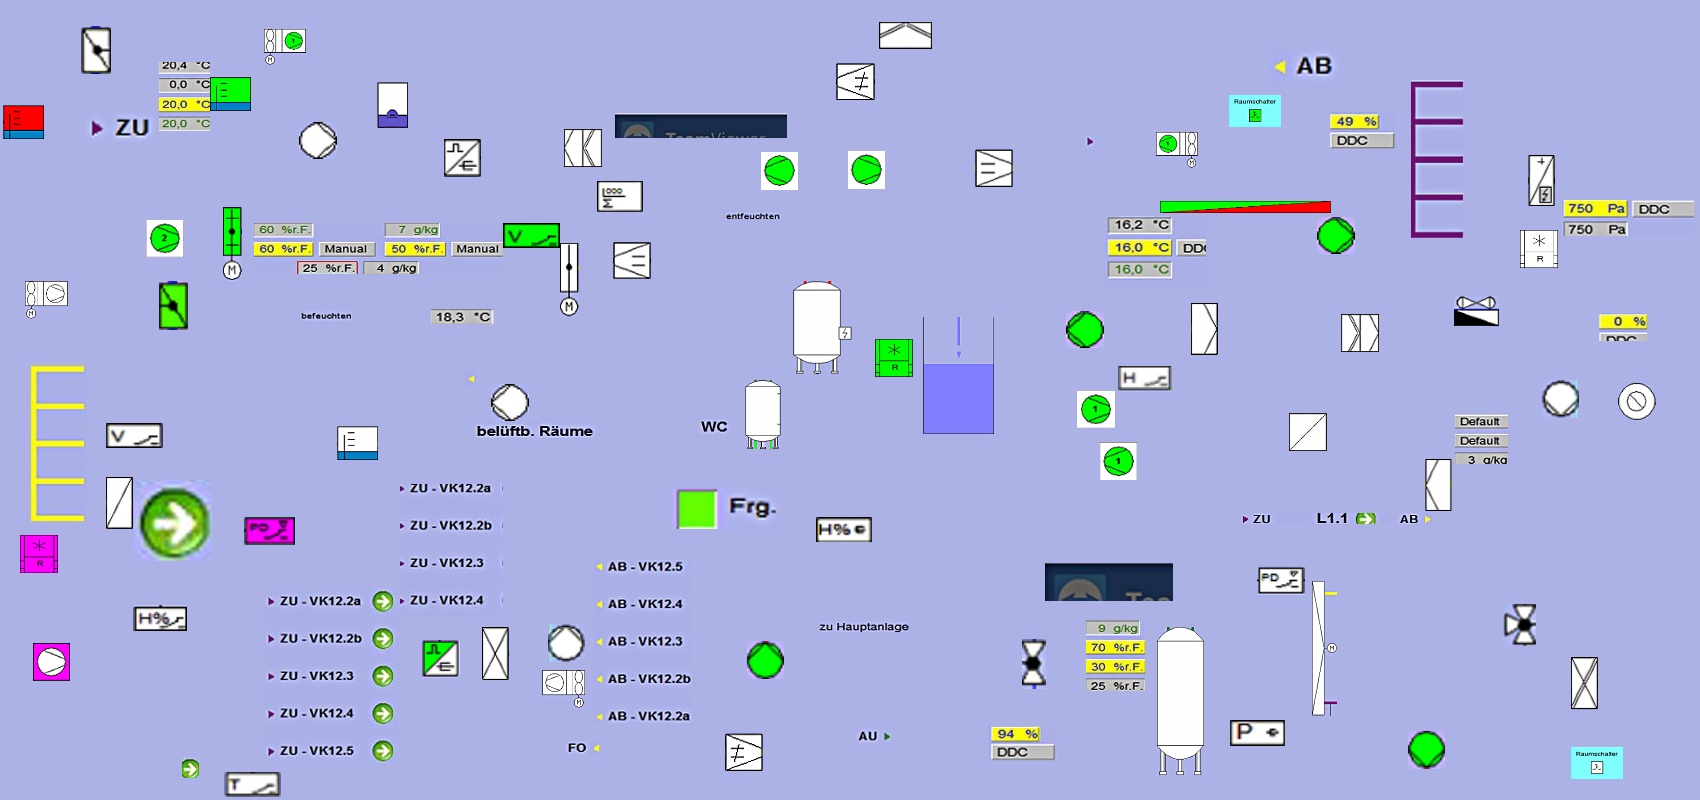 20,4 °C
0,0 °C
20,0 °C
20,0 °C
ZU
M
AB
Raumschalter
49 %
DDC
M
TeamViewer
000
Σ
entfeuchten
750 Pa DDC
750 Pa
R
2
60 %r.F. 7 g/kg
60 %r.F. Manual 50 %r.F. Manual
25 %r.F. 4 g/kg
M
V
M
16,2 °C
16,0 °C
16,0 °C
M
befeuchten
18,3 °C
0 %
DDC
R
H
1
1
belüftb. Räume
WC
V
Default
Default
3 g/kg
ZU - VK12.2a
ZU - VK12.2b
ZU - VK12.3
ZU - VK12.4
Frg.
PD
H%
ZU L1.1 AB
R
AB - VK12.5
AB - VK12.4
AB - VK12.3
AB - VK12.2b
AB - VK12.2a
PD
H%
ZU - VK12.2a
ZU - VK12.2b
ZU - VK12.3
ZU - VK12.4
ZU - VK12.5
zu Hauptanlage
9 g/kg
70 %r.F.
30 %r.F.
25 %r.F.
M
M
FO
AU
94 %
DDC
P
Raumschalter
T